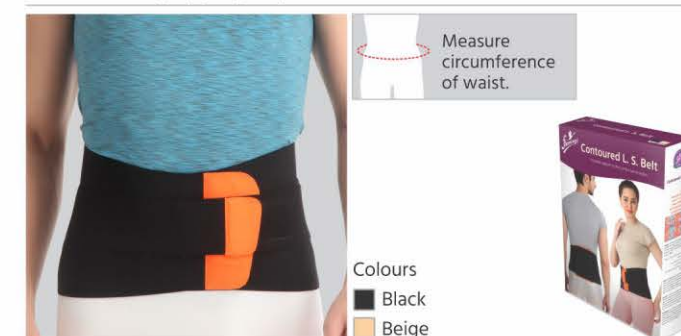 Measure
circumference
of waist.
Contoured L. S. Belt
Colours
Black
Beige